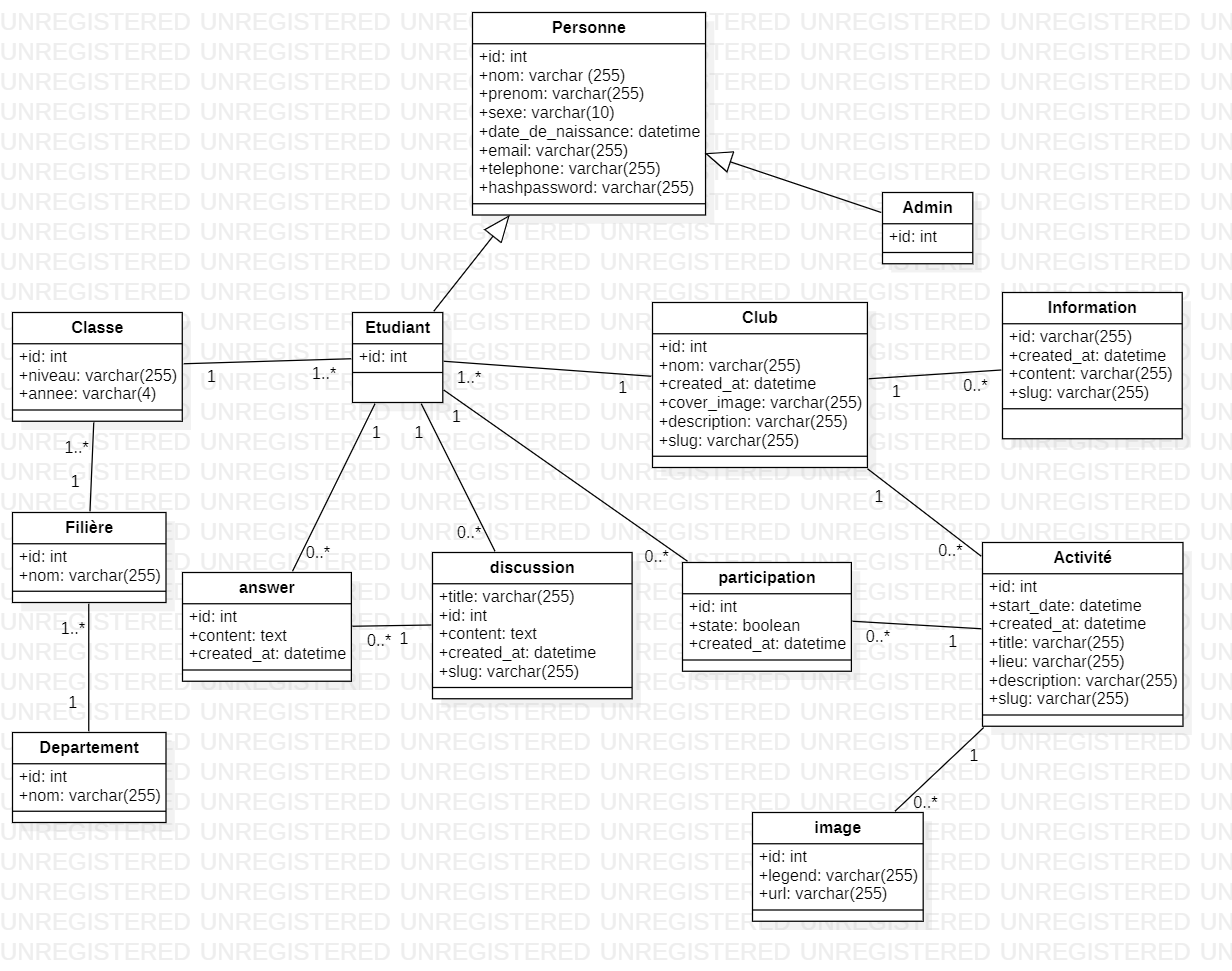 Personne
+id: int
+nom: varchar (255)
+prenom: varchar(255)
+sexe: varchar(10)
+date_de_naissance: datetime
+email: varchar(255)
+telephone: varchar(255)
+hashpassword: varchar(255)
Admin
+id: int
Classe
+id: int
+niveau: varchar(255)
+annee: varchar(4)
1
1..*
Etudiant
+id: int
1..*
1
Club
+id: int
+nom: varchar(255)
+created_at: datetime
+cover_image: varchar(255)
+description: varchar(255)
+slug: varchar(255)
1
0..*
Information
+id: varchar(255)
+created_at: datetime
+content: varchar(255)
+slug: varchar(255)
1..*
1
1
1
1
1
0..*
Filière
+id: int
+nom: varchar(255)
0..*
0..*
0..*
answer
+id: int
+content: text
+created_at: datetime
0..*
1
discussion
+title: varchar(255)
+id: int
+content: text
+created_at: datetime
+slug: varchar(255)
participation
+id: int
+state: boolean
+created_at: datetime
0..*
1
Activité
+id: int
+start_date: datetime
+created_at: datetime
+title: varchar(255)
+lieu: varchar(255)
+description: varchar(255)
+slug: varchar(255)
1..*
1
Departement
+id: int
+nom: varchar(255)
1
0..*
image
+id: int
+legend: varchar(255)
+url: varchar(255)
UNREGISTERED